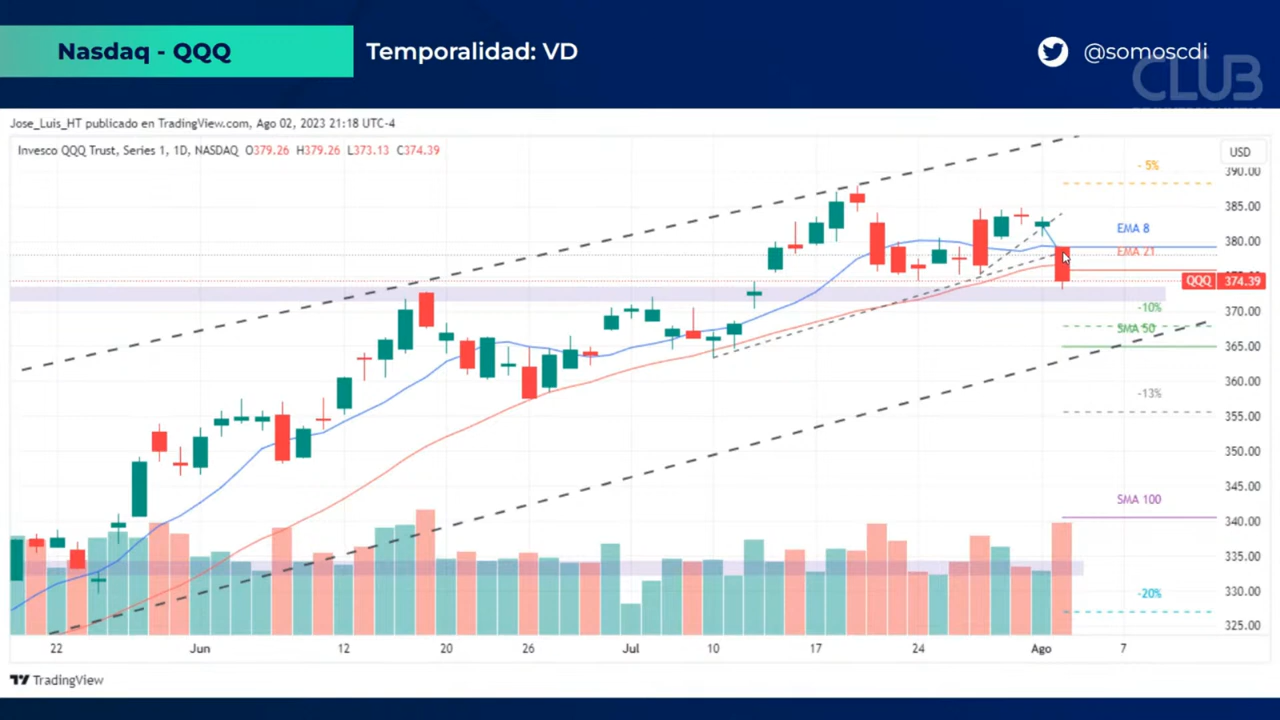 Nasdaq - QQQ
Temporalidad: VD
@somoscdi
CLUB
Jose_Luis_HT publicado en TradingView.com, Ago 02, 2023 21:18 UTC-4
Invesco QQQ Trust, Series 1, 1D, NASDAQ O379.26 H379.26 L373.13 C374.39
USD
390.00
- 5%
385.00
EMA 8
380.00
EMA 21
QQQ 374.39
370.00
-10%
SMA 50
365.00
360.00
-13%
355.00
350.00
345.00
SMA 100
340.00
335.00
-20%
330.00
325.00
22 Jun 12 20 26 Jul 10 17 24 Ago 7
TradingView